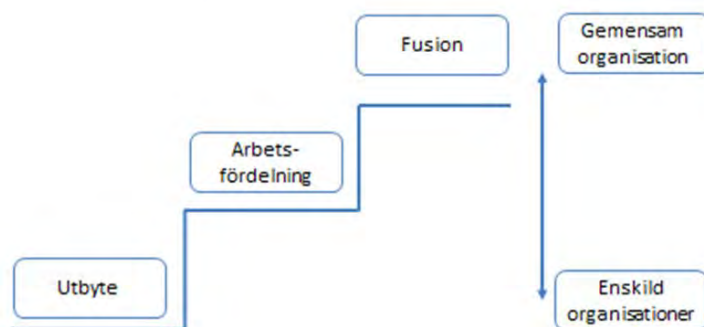 Fusion
Gemensam
organisation
Arbets-
fördelning
Utbyte
Enskild
organisationer